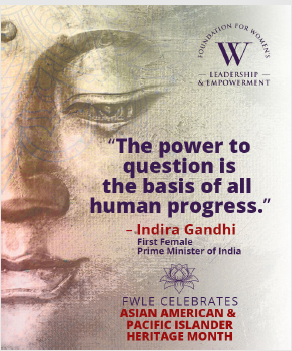 FOUNDATION FOR WOMEN'S
W
LEADERSHIP
& EMPOWERMENT
“The power to
question is
the basis of all
human progress.”
– Indira Gandhi
First Female
Prime Minister of India
FWLE CELEBRATES
ASIAN AMERICAN &
PACIFIC ISLANDER
HERITAGE MONTH